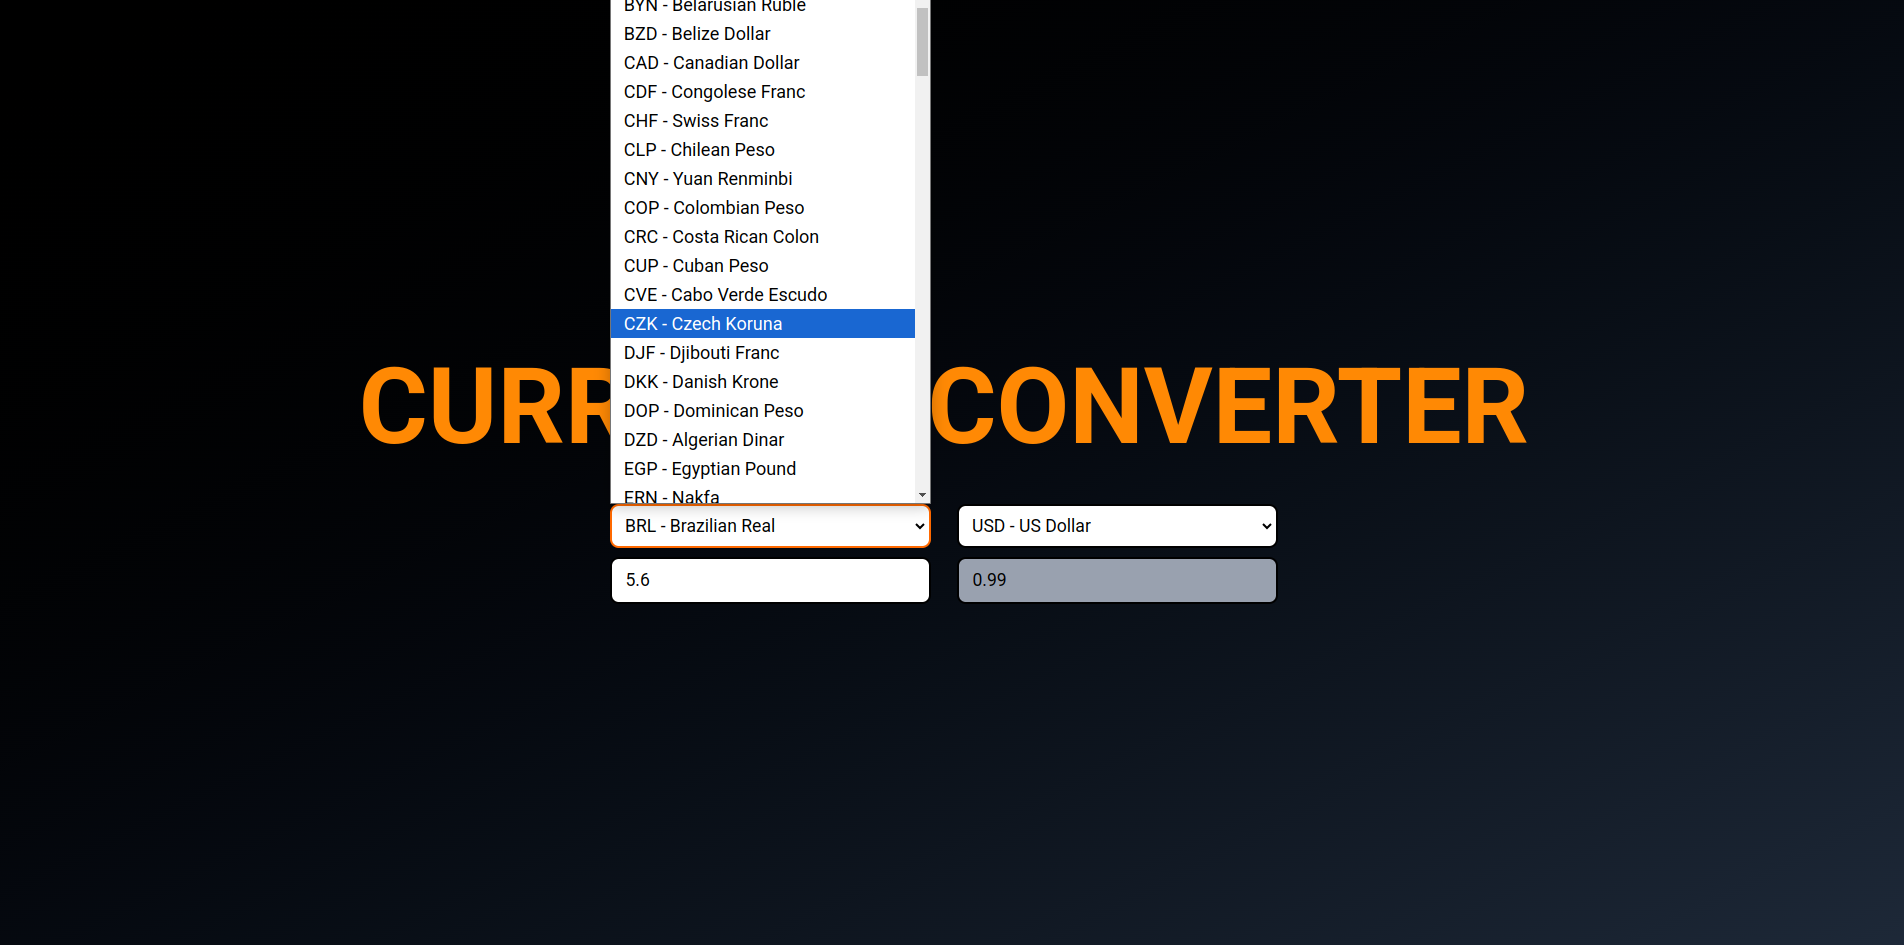 BYN - Belarusian Ruble
BZD - Belize Dollar
CAD - Canadian Dollar
CDF - Congolese Franc
CHF - Swiss Franc
CLP - Chilean Peso
CNY - Yuan Renminbi
COP - Colombian Peso
CRC - Costa Rican Colon
CUP - Cuban Peso
CVE - Cabo Verde Escudo
CZK - Czech Koruna
DJF - Djibouti Franc
DKK - Danish Krone
DOP - Dominican Peso
DZD - Algerian Dinar
EGP - Egyptian Pound
ERN - Nakfa
CURR CONVERTER
BRL - Brazilian Real USD - US Dollar
5.6 0.99